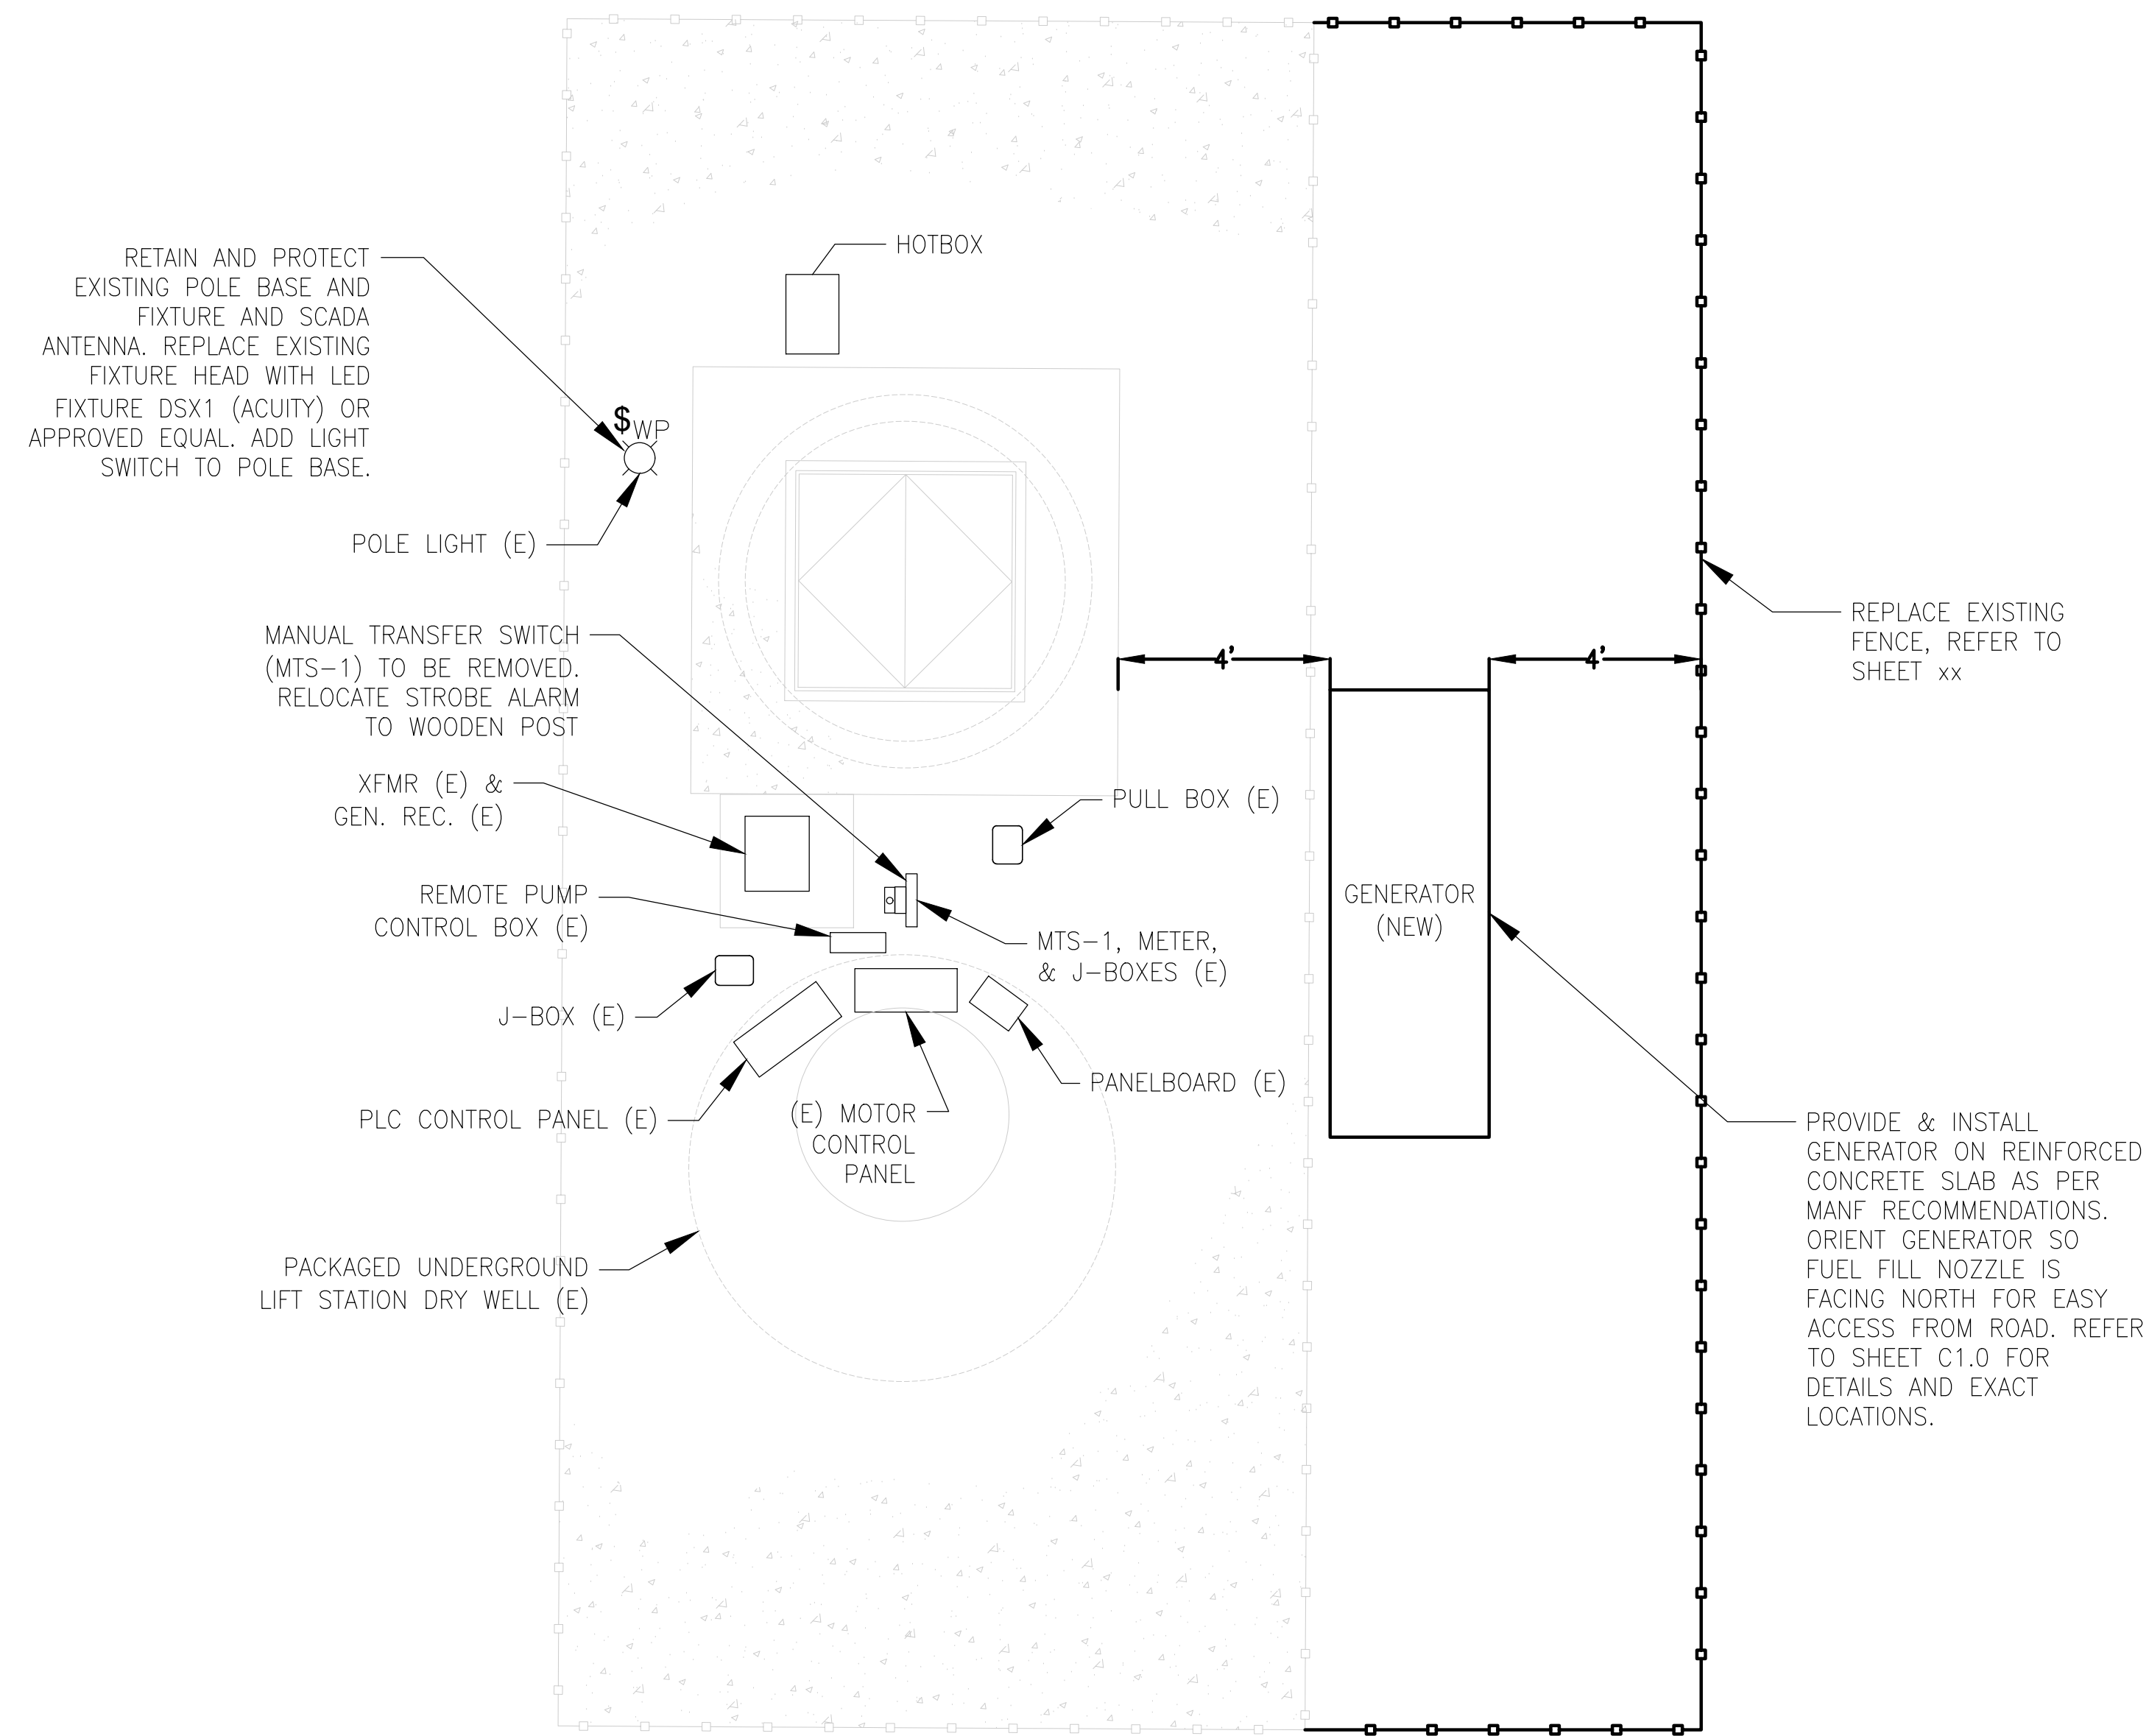 HOTBOX
RETAIN AND PROTECT
EXISTING POLE BASE AND
FIXTURE AND SCADA
ANTENNA. REPLACE EXISTING
FIXTURE HEAD WITH LED
FIXTURE DSX1 (ACUITY) OR
APPROVED EQUAL. ADD LIGHT
SWITCH TO POLE BASE.
$WP
POLE LIGHT (E)
REPLACE EXISTING
FENCE, REFER TO
SHEET xx
MANUAL TRANSFER SWITCH
(MTS-1) TO BE REMOVED.
RELOCATE STROBE ALARM
TO WOODEN POST
4'
4'
XFMR (E) &
GEN. REC. (E)
PULL BOX (E)
REMOTE PUMP
CONTROL BOX (E)
GENERATOR
(NEW)
MTS-1, METER,
& J-BOXES (E)
J-BOX (E)
PANELBOARD (E)
PLC CONTROL PANEL (E)
(E) MOTOR
CONTROL
PANEL
PROVIDE & INSTALL
GENERATOR ON REINFORCED
CONCRETE SLAB AS PER
MANF RECOMMENDATIONS.
ORIENT GENERATOR SO
FUEL FILL NOZZLE IS
FACING NORTH FOR EASY
ACCESS FROM ROAD. REFER
TO SHEET C1.0 FOR
DETAILS AND EXACT
LOCATIONS.
PACKAGED UNDERGROUND
LIFT STATION DRY WELL (E)